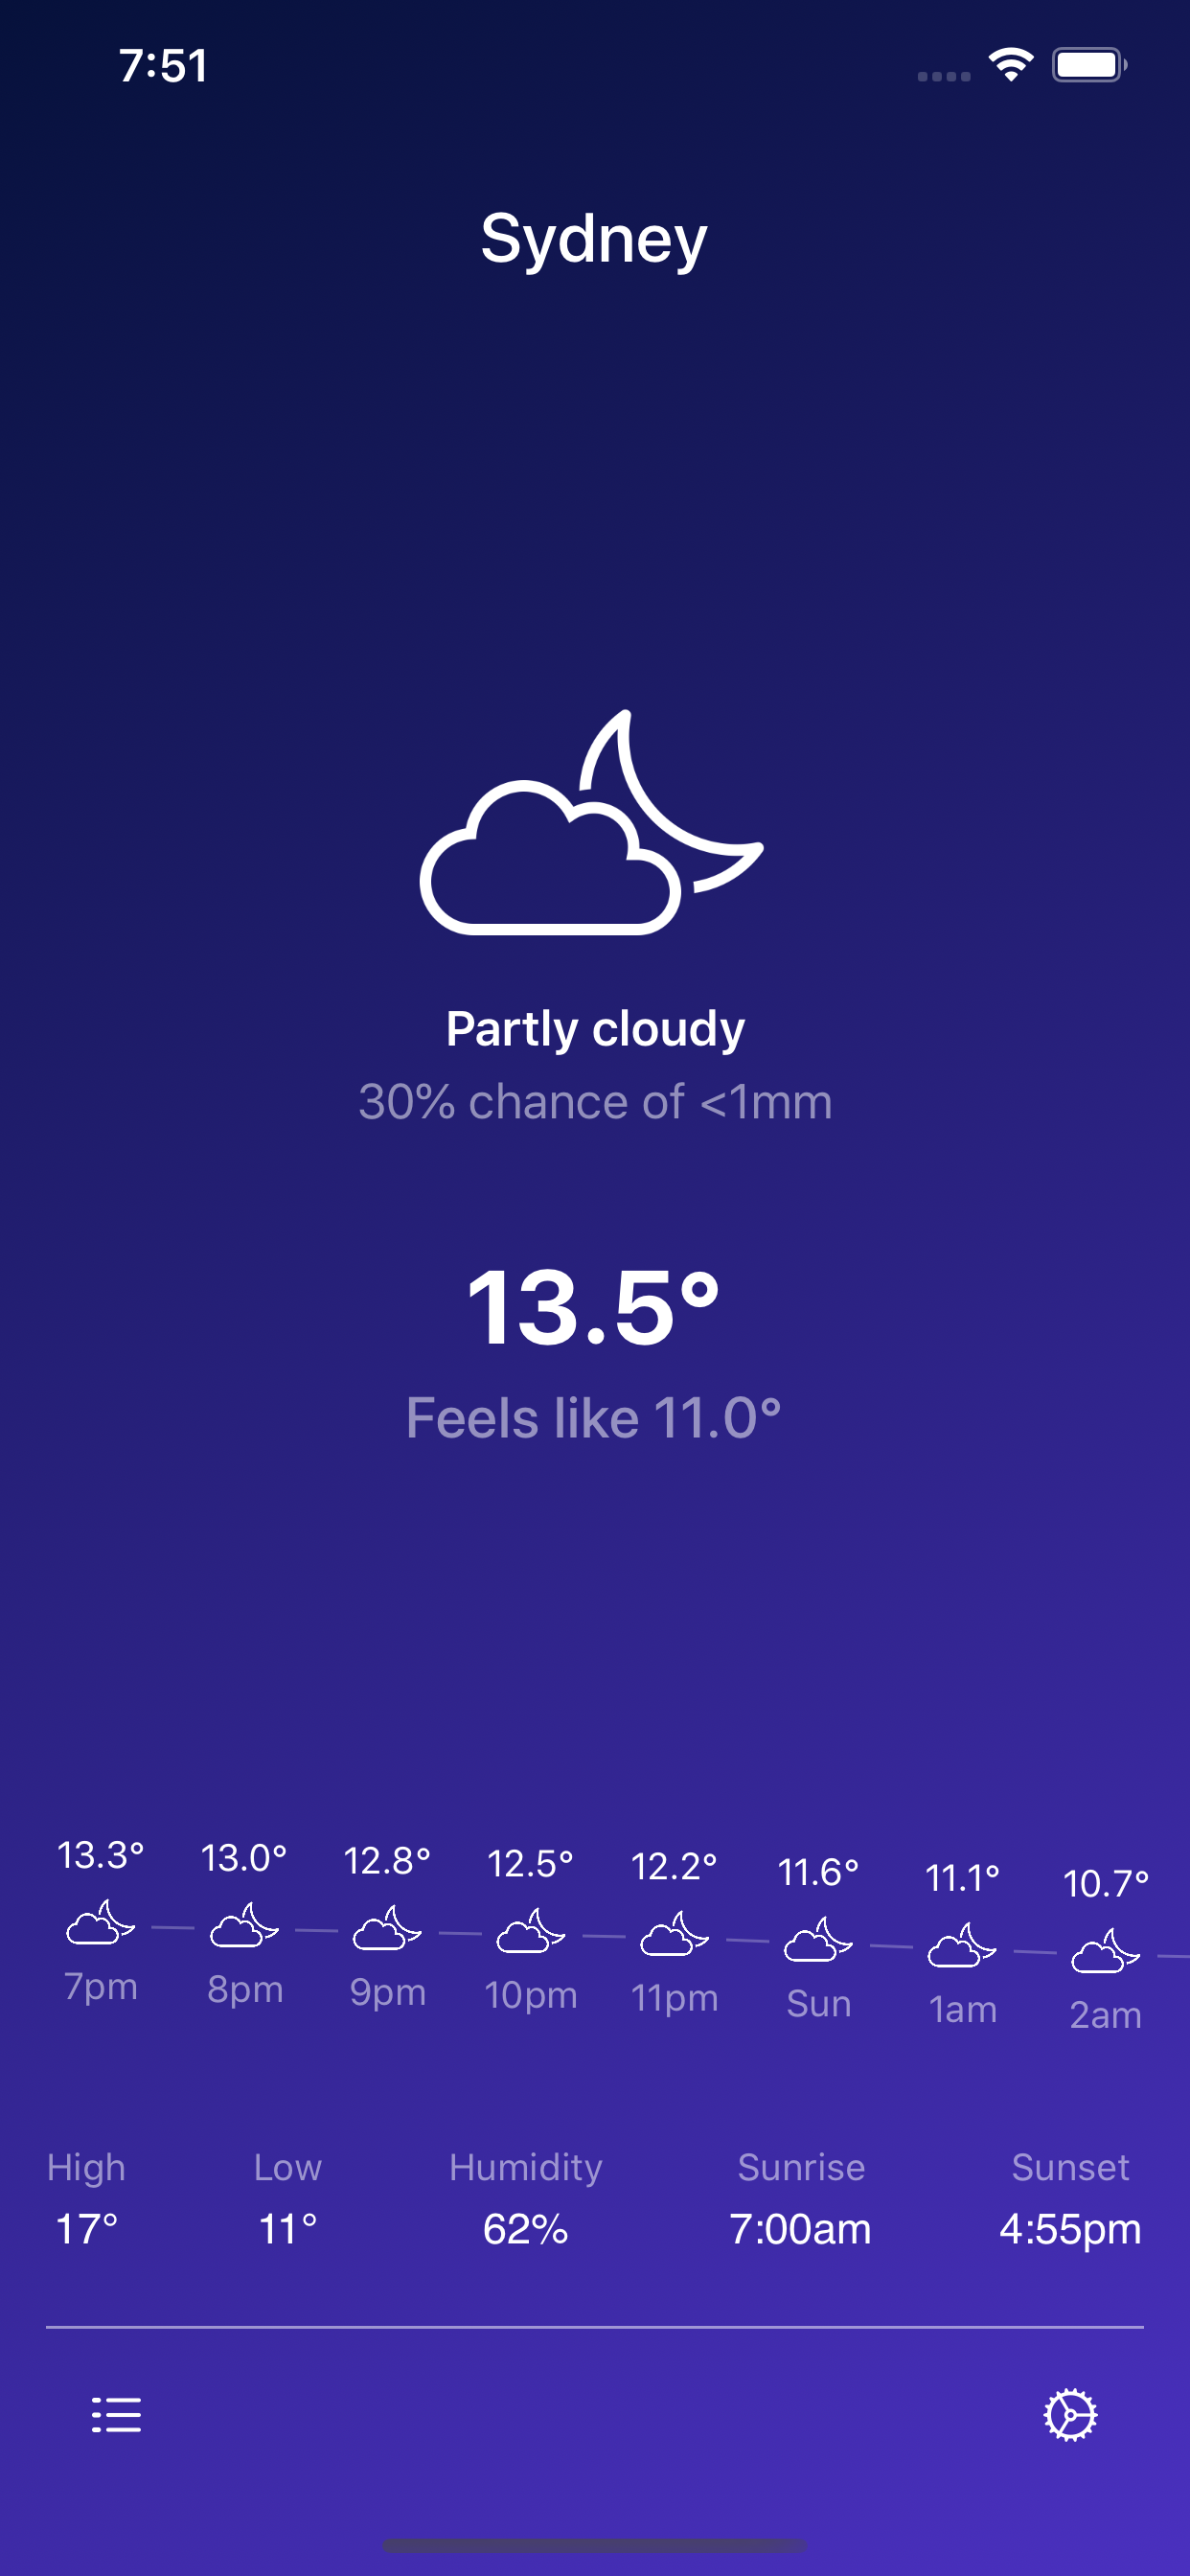 7:51
Sydney
Partly cloudy
30% chance of <1mm
13.5°
Feels like 11.0°
13.3° 13.0° 12.8° 12.5° 12.2° 11.6° 11.1° 10.7°
7pm 8pm 9pm 10pm 11pm Sun 1am 2am
High Low Humidity Sunrise Sunset
17° 11° 62% 7:00am 4:55pm